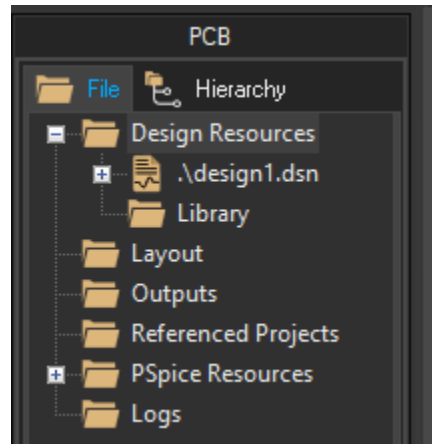 PCB
File Hierarchy
Design Resources
.\design1.dsn
Library
Layout
Outputs
Referenced Projects
PSpice Resources
Logs